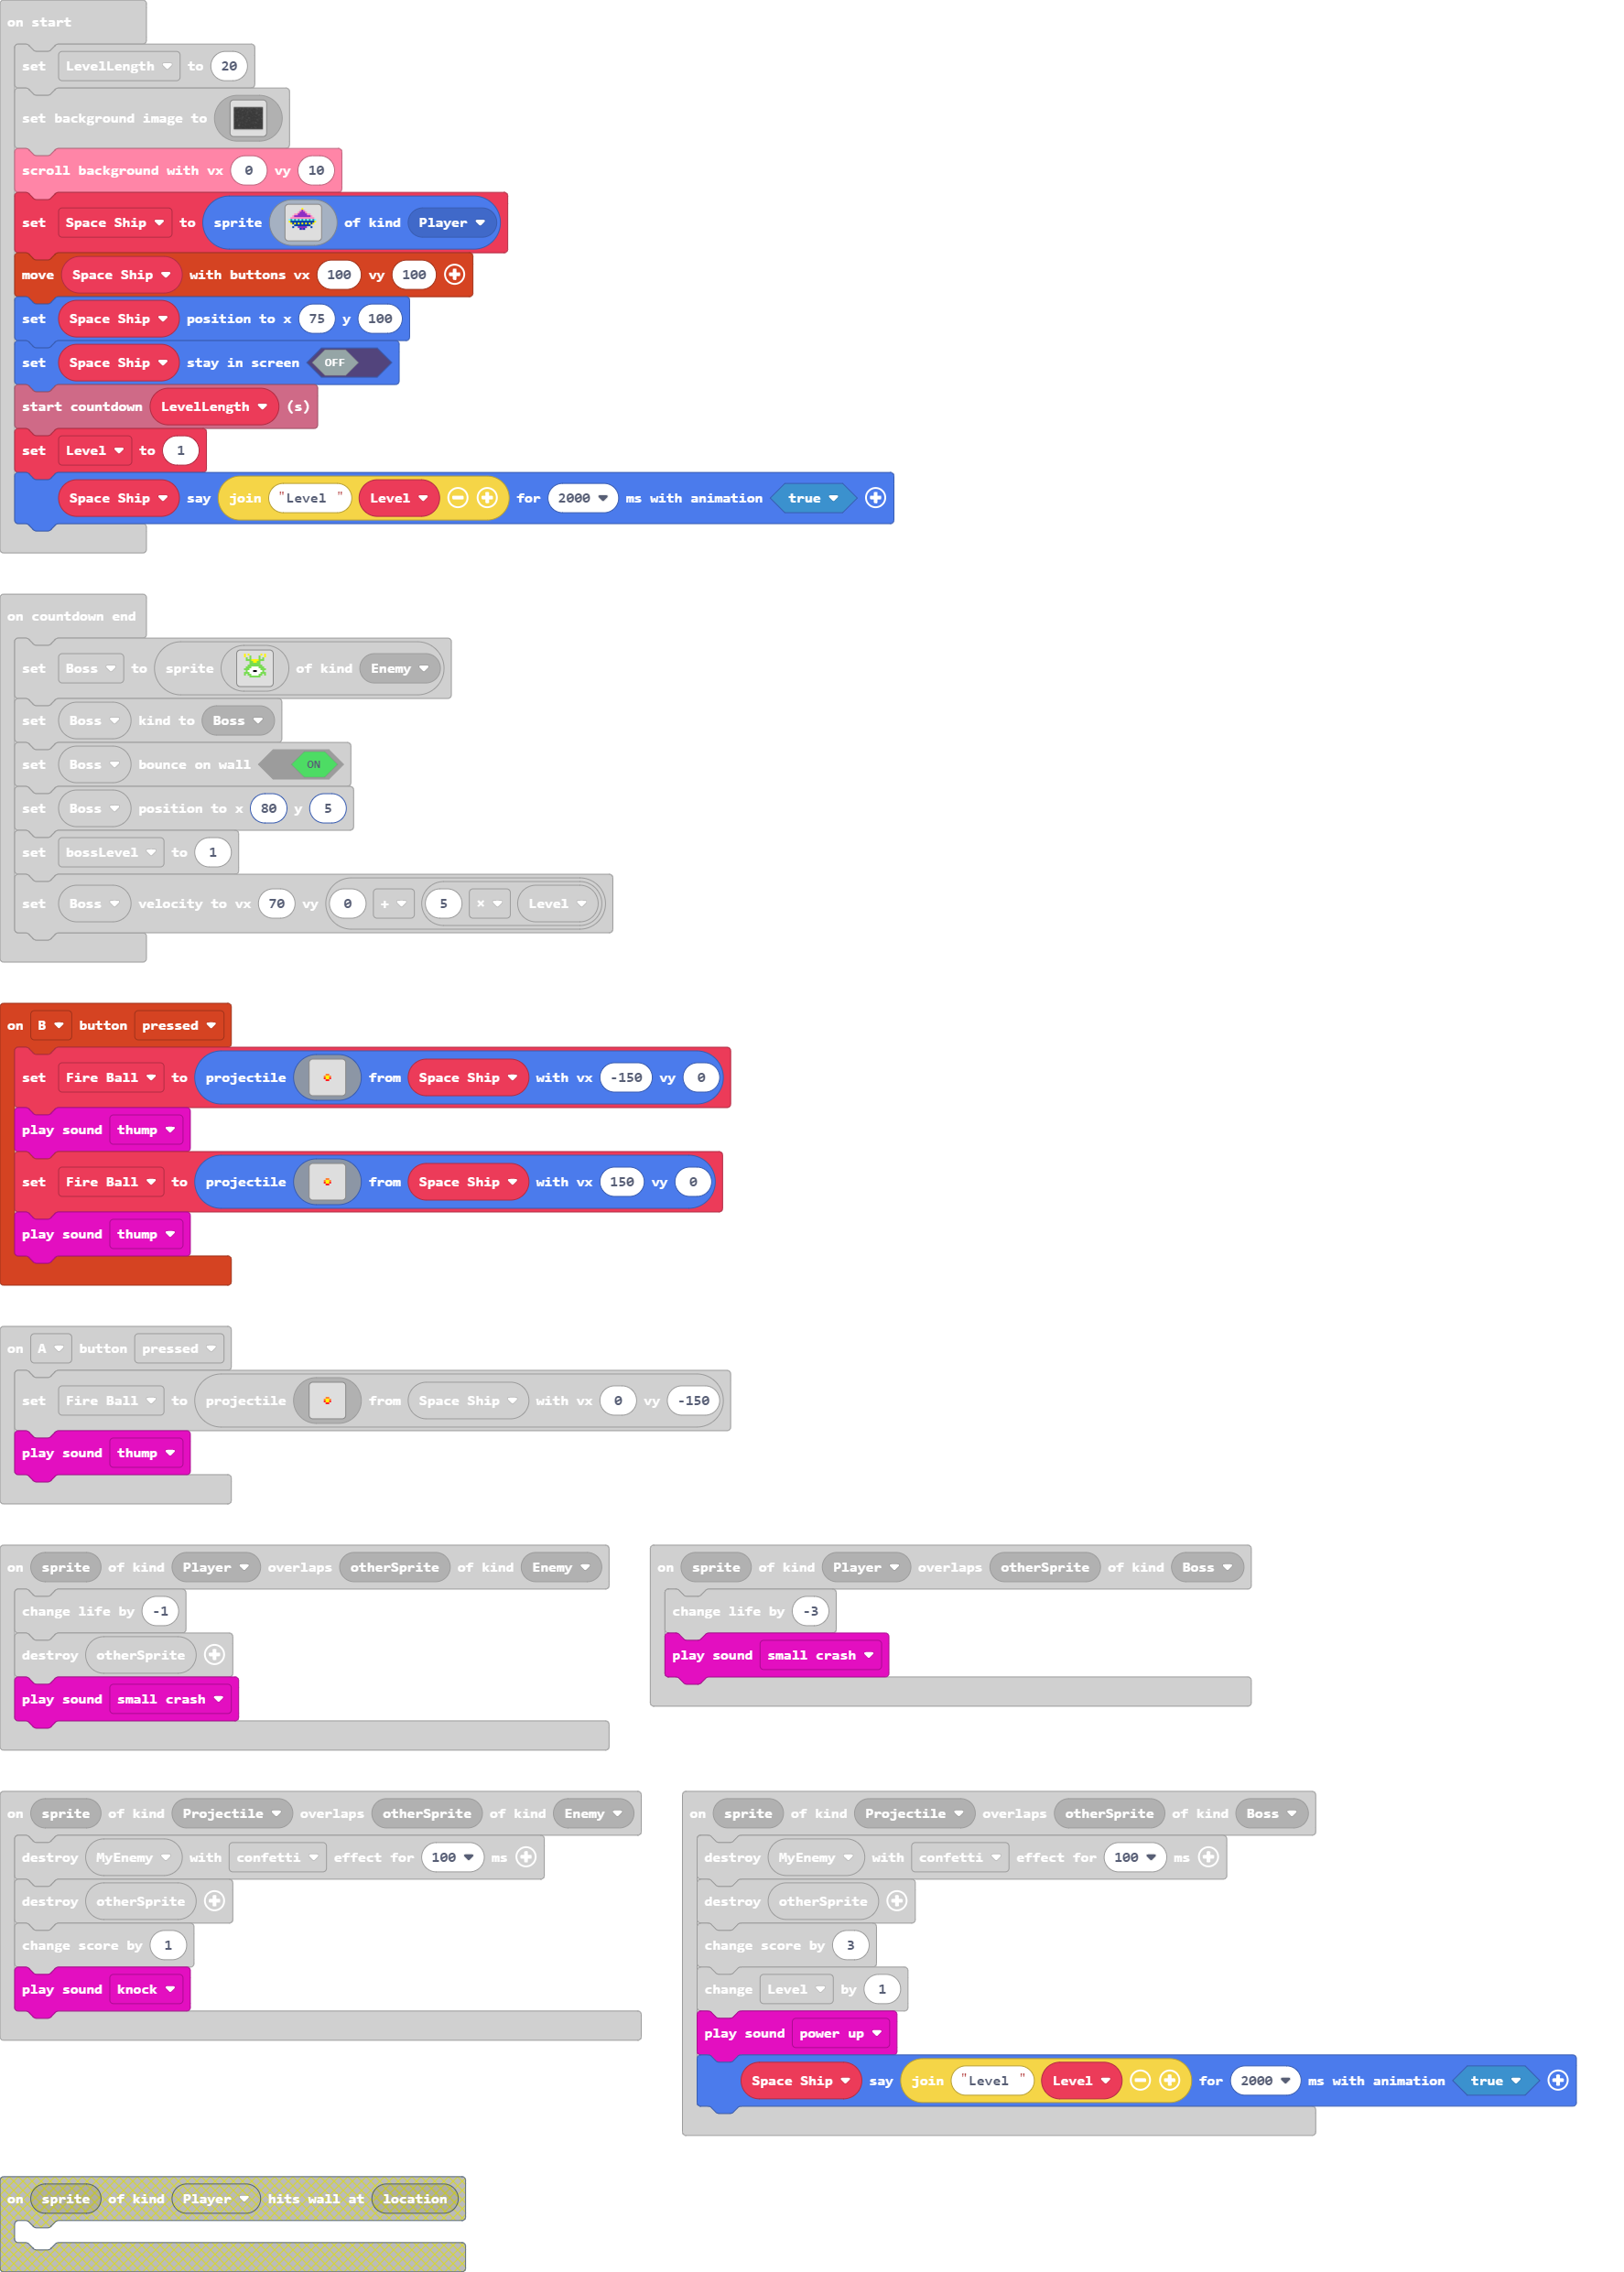 on start
set LevelLength to 20
set background image to
scroll background with vx 0 vy 10
set Space Ship to sprite of kind Player
move Space Ship with buttons vx 100 vy 100
set Space Ship position to x 75 y 100
set Space Ship stay in screen OFF
start countdown LevelLength (s)
set Level to 1
Space Ship say join "Level " Level for 2000 ms with animation true
on countdown end
set Boss to sprite of kind Enemy
set Boss kind to Boss
set Boss bounce on wall ON
set Boss position to x 80 y 5
set bossLevel to 1
set Boss velocity to vx 70 vy 0 + 5 × Level
on B button pressed
set Fire Ball to projectile from Space Ship with vx -150 vy 0
play sound thump
set Fire Ball to projectile from Space Ship with vx 150 vy 0
play sound thump
on A button pressed
set Fire Ball to projectile from Space Ship with vx 0 vy -150
play sound thump
on sprite of kind Player overlaps otherSprite of kind Enemy
change life by -1
destroy otherSprite
play sound small crash
on sprite of kind Player overlaps otherSprite of kind Boss
change life by -3
play sound small crash
on sprite of kind Projectile overlaps otherSprite of kind Enemy
destroy MyEnemy with confetti effect for 100 ms
destroy otherSprite
change score by 1
play sound knock
on sprite of kind Projectile overlaps otherSprite of kind Boss
destroy MyEnemy with confetti effect for 100 ms
destroy otherSprite
change score by 3
change Level by 1
play sound power up
Space Ship say join "Level " Level for 2000 ms with animation true
on sprite of kind Player hits wall at location